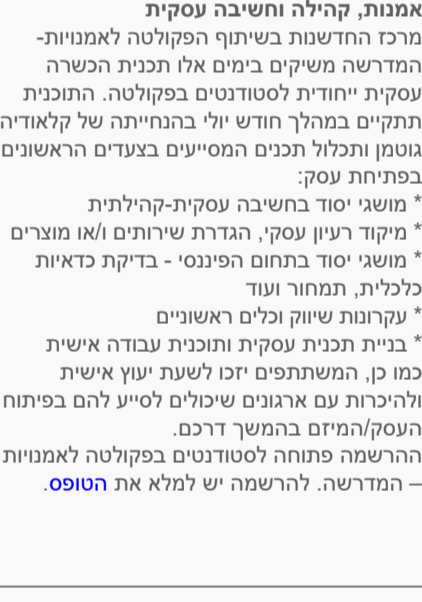 אמנות, קהילה וחשיבה עסקית
מרכז החדשנות בשיתוף הפקולטה לאמנויות-
המדרשה משיקים בימים אלו תכנית הכשרה
עסקית ייחודית לסטודנטים בפקולטה. התוכנית
תתקיים במהלך חודש יולי בהנחייתה של קלאודיה
גוטמן ותכלול תכנים המסייעים בצעדים הראשונים
בפתיחת עסק:
* מושגי יסוד בחשיבה עסקית-קהילתית
* מיקוד רעיון עסקי, הגדרת שירותים ו/או מוצרים
* מושגי יסוד בתחום הפיננסי - בדיקת כדאיות
כלכלית, תמחור ועוד
* עקרונות שיווק וכלים ראשוניים
* בניית תכנית עסקית ותוכנית עבודה אישית
כמו כן, המשתתפים יזכו לשעת יעוץ אישית
ולהיכרות עם ארגונים שיכולים לסייע להם בפיתוח
העסק/המיזם בהמשך דרכם.
ההרשמה פתוחה לסטודנטים בפקולטה לאמנויות
– המדרשה. להרשמה יש למלא את הטופס.